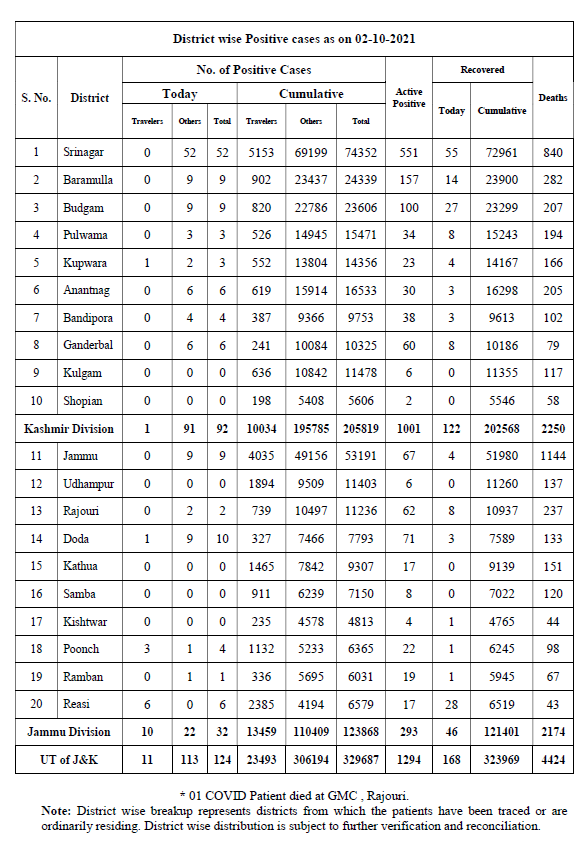 District wise Positive cases as on 02-10-2021
S. No. District No. of Positive Cases Active Positive Recovered Deaths
Today Cumulative Today Cumulative
Travelers Others Total Travelers Others Total
1 Srinagar 0 52 52 5153 69199 74352 551 55 72961 840
2 Baramulla 0 9 9 902 23437 24339 157 14 23900 282
3 Budgam 0 9 9 820 22786 23606 100 27 23299 207
4 Pulwama 0 3 3 526 14945 15471 34 8 15243 194
5 Kupwara 1 2 3 552 13804 14356 23 4 14167 166
6 Anantnag 0 6 6 619 15914 16533 30 3 16298 205
7 Bandipora 0 4 4 387 9366 9753 38 3 9613 102
8 Ganderbal 0 6 6 241 10084 10325 60 8 10186 79
9 Kulgam 0 0 0 636 10842 11478 6 0 11355 117
10 Shopian 0 0 0 198 5408 5606 2 0 5546 58
Kashmir Division 1 91 92 10034 195785 205819 1001 122 202568 2250
11 Jammu 0 9 9 4035 49156 53191 67 4 51980 1144
12 Udhampur 0 0 0 1894 9509 11403 6 0 11260 137
13 Rajouri 0 2 2 739 10497 11236 62 8 10937 237
14 Doda 1 9 10 327 7466 7793 71 3 7589 133
15 Kathua 0 0 0 1465 7842 9307 17 0 9139 151
16 Samba 0 0 0 911 6239 7150 8 0 7022 120
17 Kishtwar 0 0 0 235 4578 4813 4 1 4765 44
18 Poonch 3 1 4 1132 5233 6365 22 1 6245 98
19 Ramban 0 1 1 336 5695 6031 19 1 5945 67
20 Reasi 6 0 6 2385 4194 6579 17 28 6519 43
Jammu Division 10 22 32 13459 110409 123868 293 46 121401 2174
UT of J&K 11 113 124 23493 306194 329687 1294 168 323969 4424
* 01 COVID Patient died at GMC , Rajouri.
Note: District wise breakup represents districts from which the patients have been traced or are
ordinarily residing. District wise distribution is subject to further verification and reconciliation.